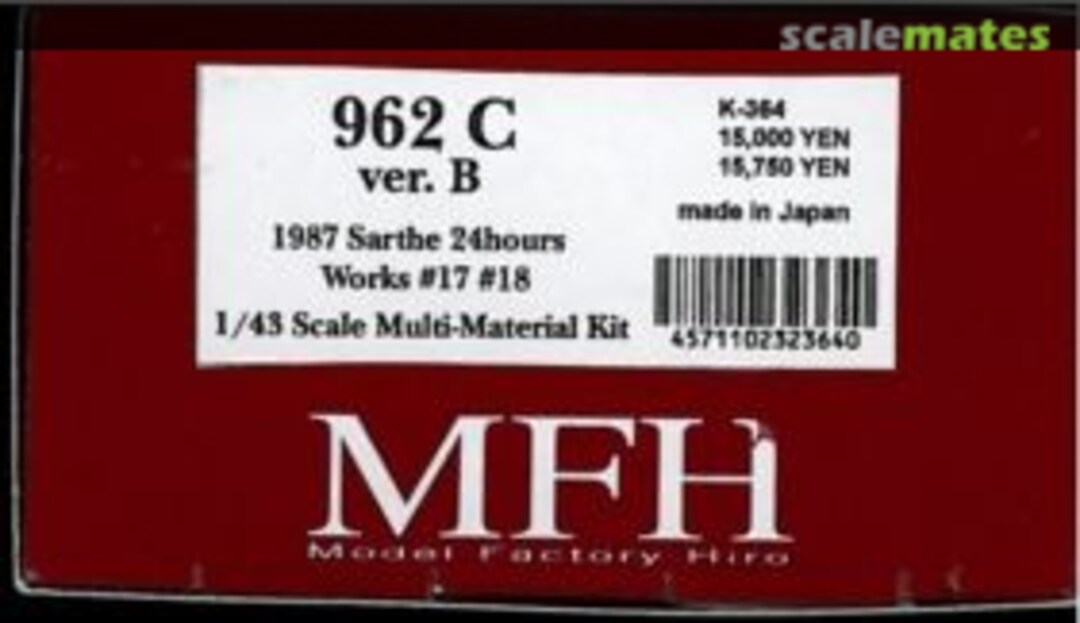 scalemates
962 C
ver. B
1987 Sarthe 24hours
Works #17 #18
1/43 Scale Multi-Material Kit
K-364
15,000 YEN
15,750 YEN
made in Japan
4571102323640
MFH
Model Factory Hiro